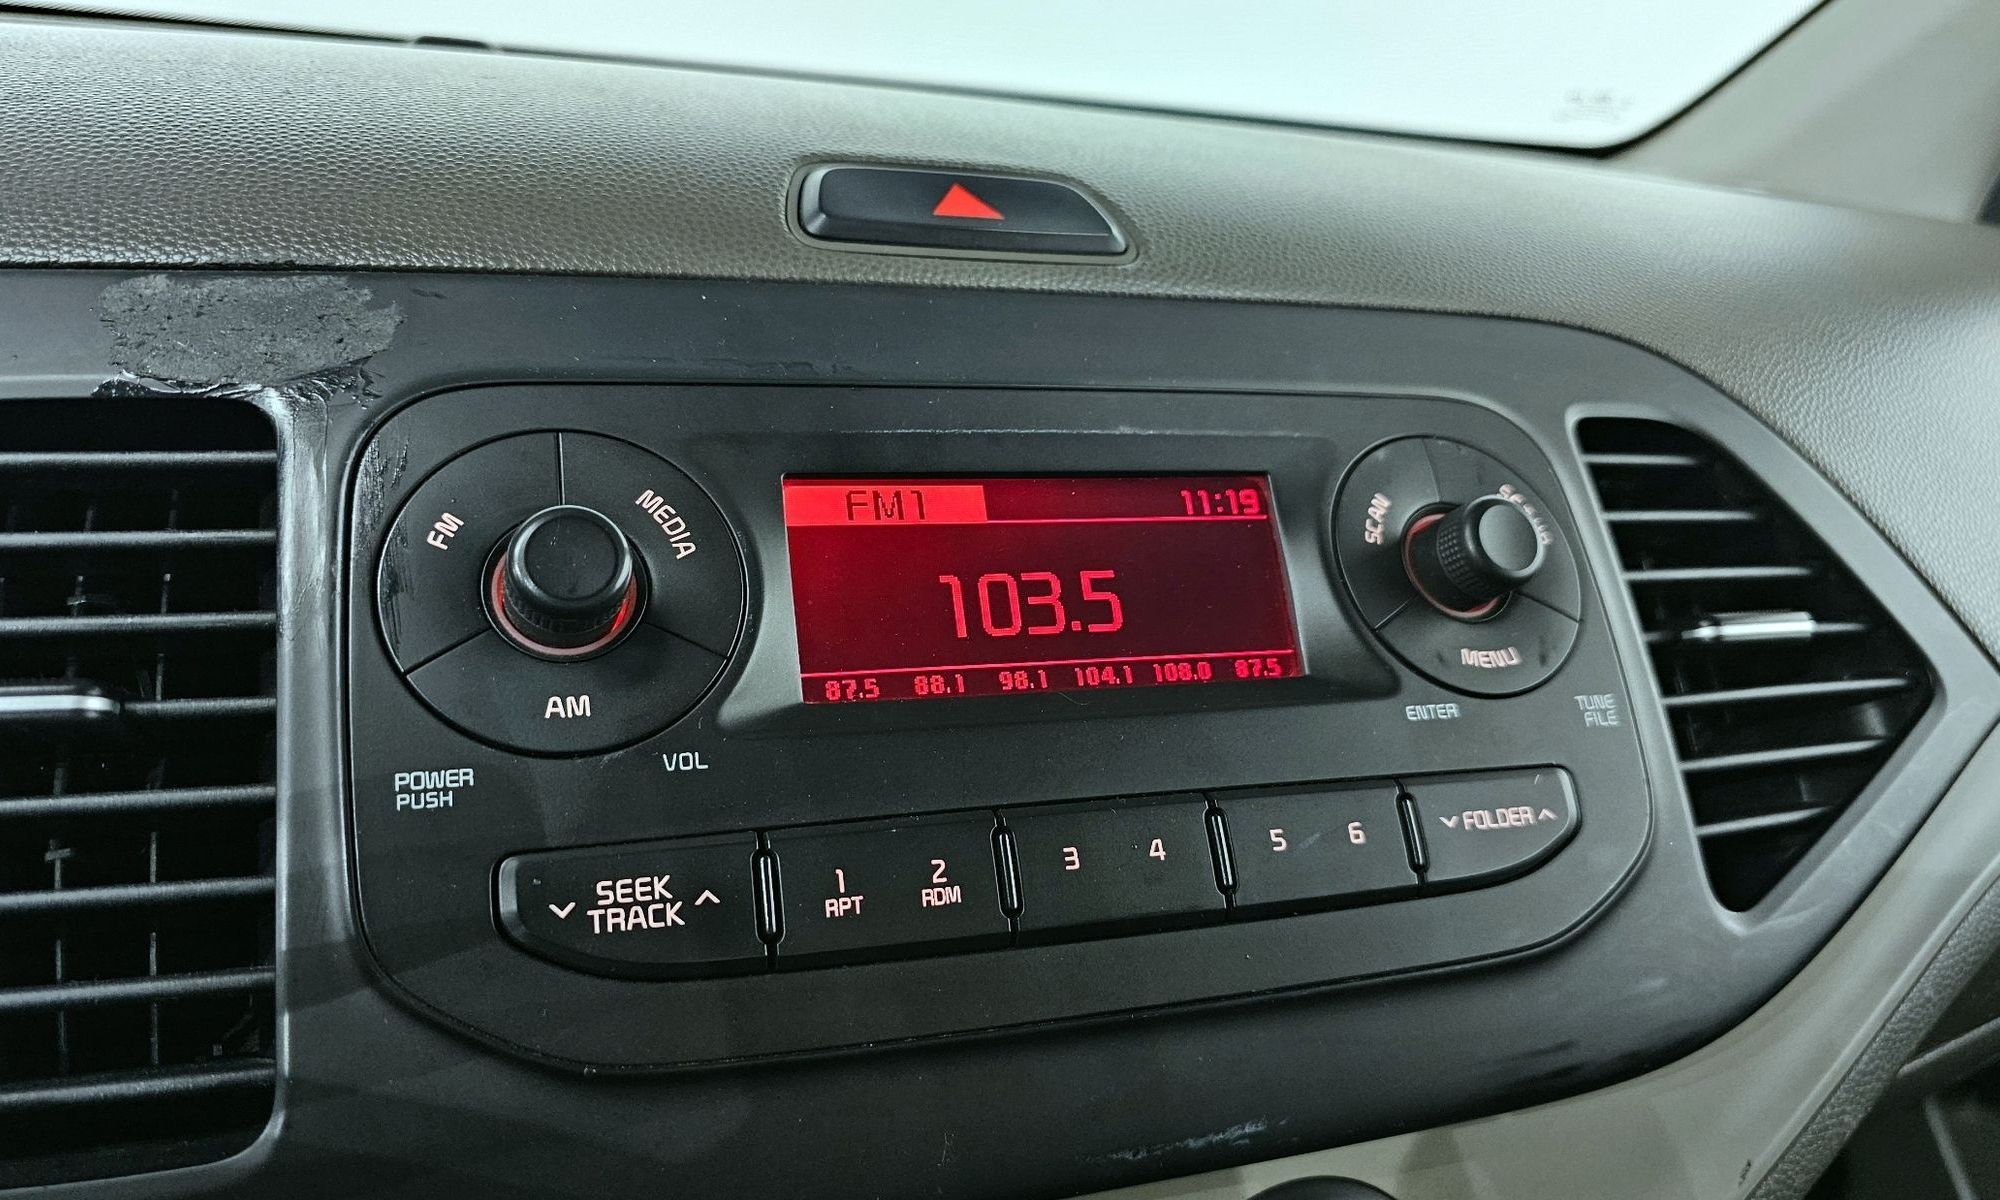 FM1 11:19
103.5
87.5 88.1 98.1 104.1 108.0 87.5
FM
MEDIA
AM
SCAN
SETUP
MENU
POWER
PUSH
VOL
ENTER
TUNE
FILE
SEEK
TRACK
1
RPT
2
RDM
3
4
5
6
FOLDER